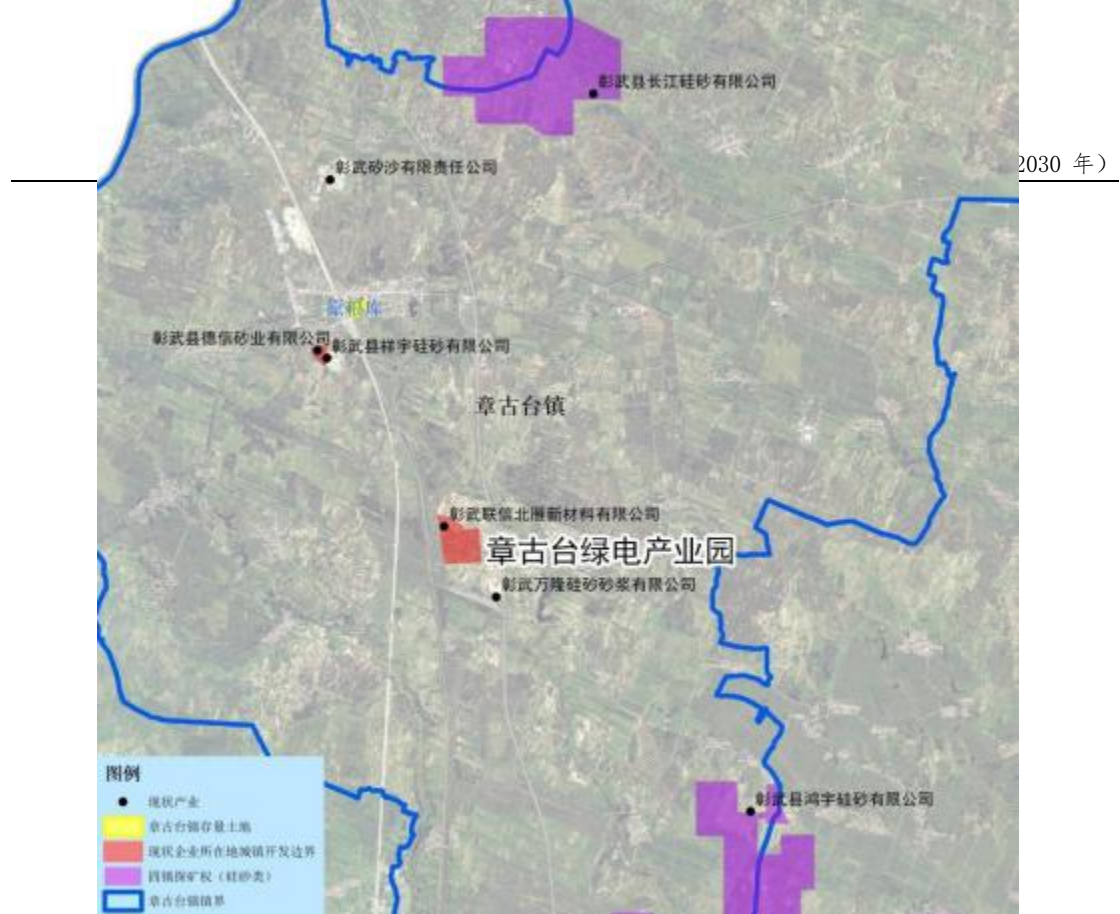 彰武县长江硅砂有限公司
2030 年）
彰武矽沙有限责任公司
彰武县德信砂业有限公司
彰武县祥宇硅砂有限公司
章古台镇
彰武联信北雁新材料有限公司
章古台绿电产业园
彰武万隆硅砂砂浆有限公司
彰武县鸿宇硅砂有限公司
图例
现状产业
章古台镇存量土地
现状企业所在地城镇开发边界
四镇探矿权（硅砂类）
章古台镇镇界